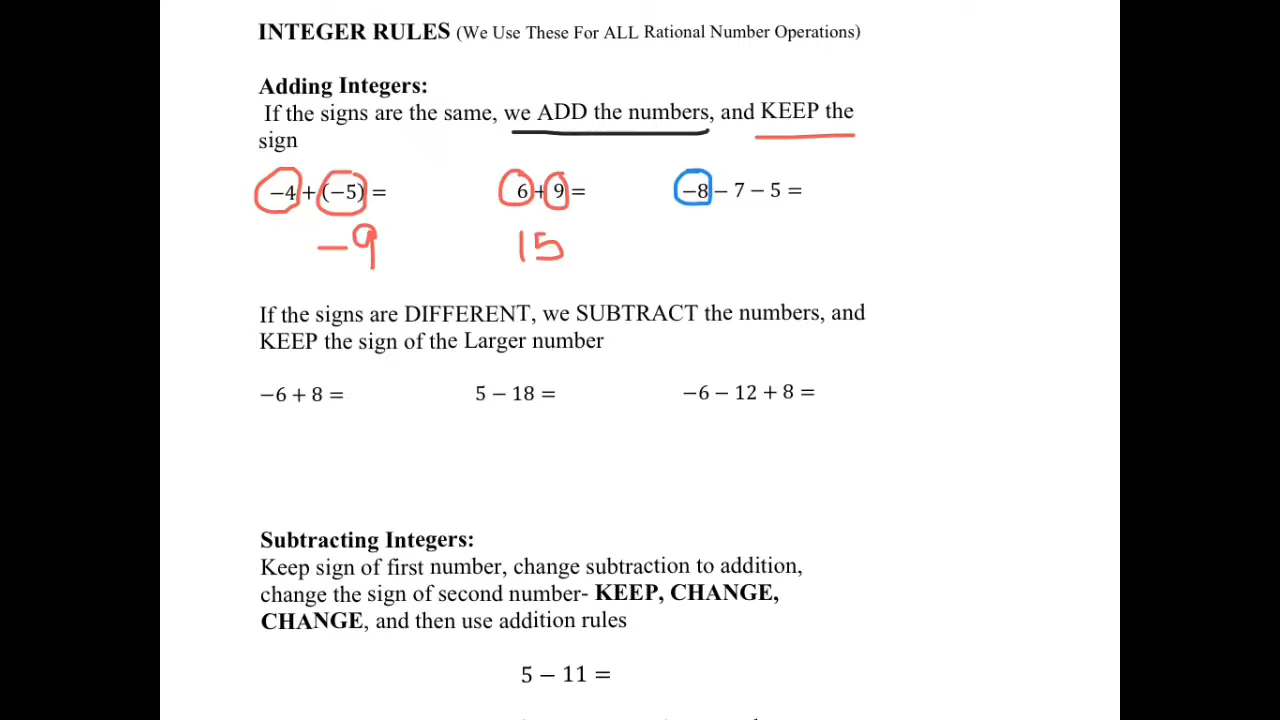 INTEGER RULES (We Use These For ALL Rational Number Operations)
Adding Integers:
If the signs are the same, we ADD the numbers, and KEEP the
sign
−4 + (−5) = 6 + 9 = −8 − 7 − 5 =
−9 15
If the signs are DIFFERENT, we SUBTRACT the numbers, and
KEEP the sign of the Larger number
−6 + 8 = 5 − 18 = −6 − 12 + 8 =
Subtracting Integers:
Keep sign of first number, change subtraction to addition,
change the sign of second number- KEEP, CHANGE,
CHANGE, and then use addition rules
5 − 11 =